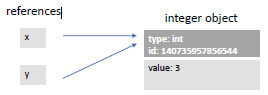 references
integer object
x
type: int
id: 140735957856544
y
value: 3